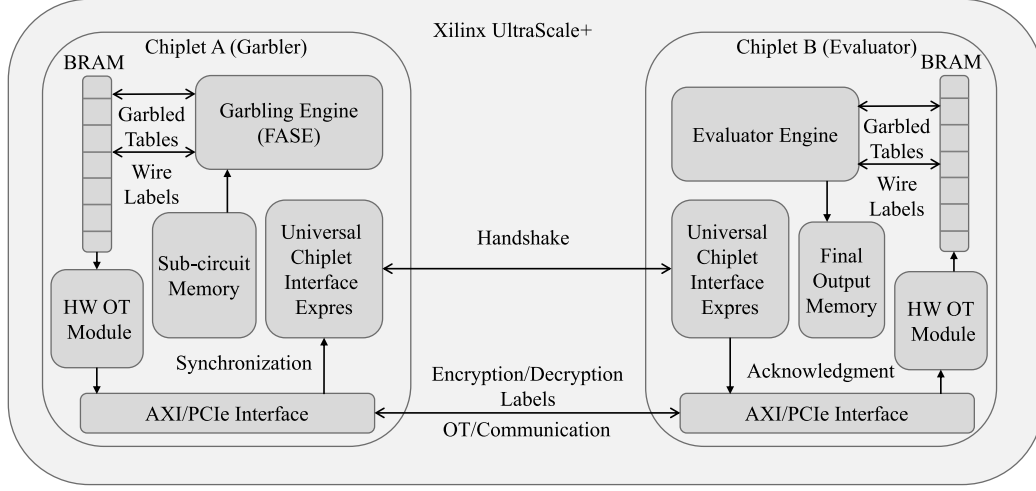 Xilinx UltraScale+
Chiplet A (Garbler)
BRAM
Garbling Engine
(FASE)
Garbled
Tables
Wire
Labels
Sub-circuit
Memory
Universal
Chiplet
Interface
Expres
HW OT
Module
Synchronization
AXI/PCIe Interface
Handshake
Encryption/Decryption
Labels
OT/Communication
Chiplet B (Evaluator)
BRAM
Evaluator Engine
Garbled
Tables
Wire
Labels
Universal
Chiplet
Interface
Expres
Final
Output
Memory
HW OT
Module
Acknowledgment
AXI/PCIe Interface